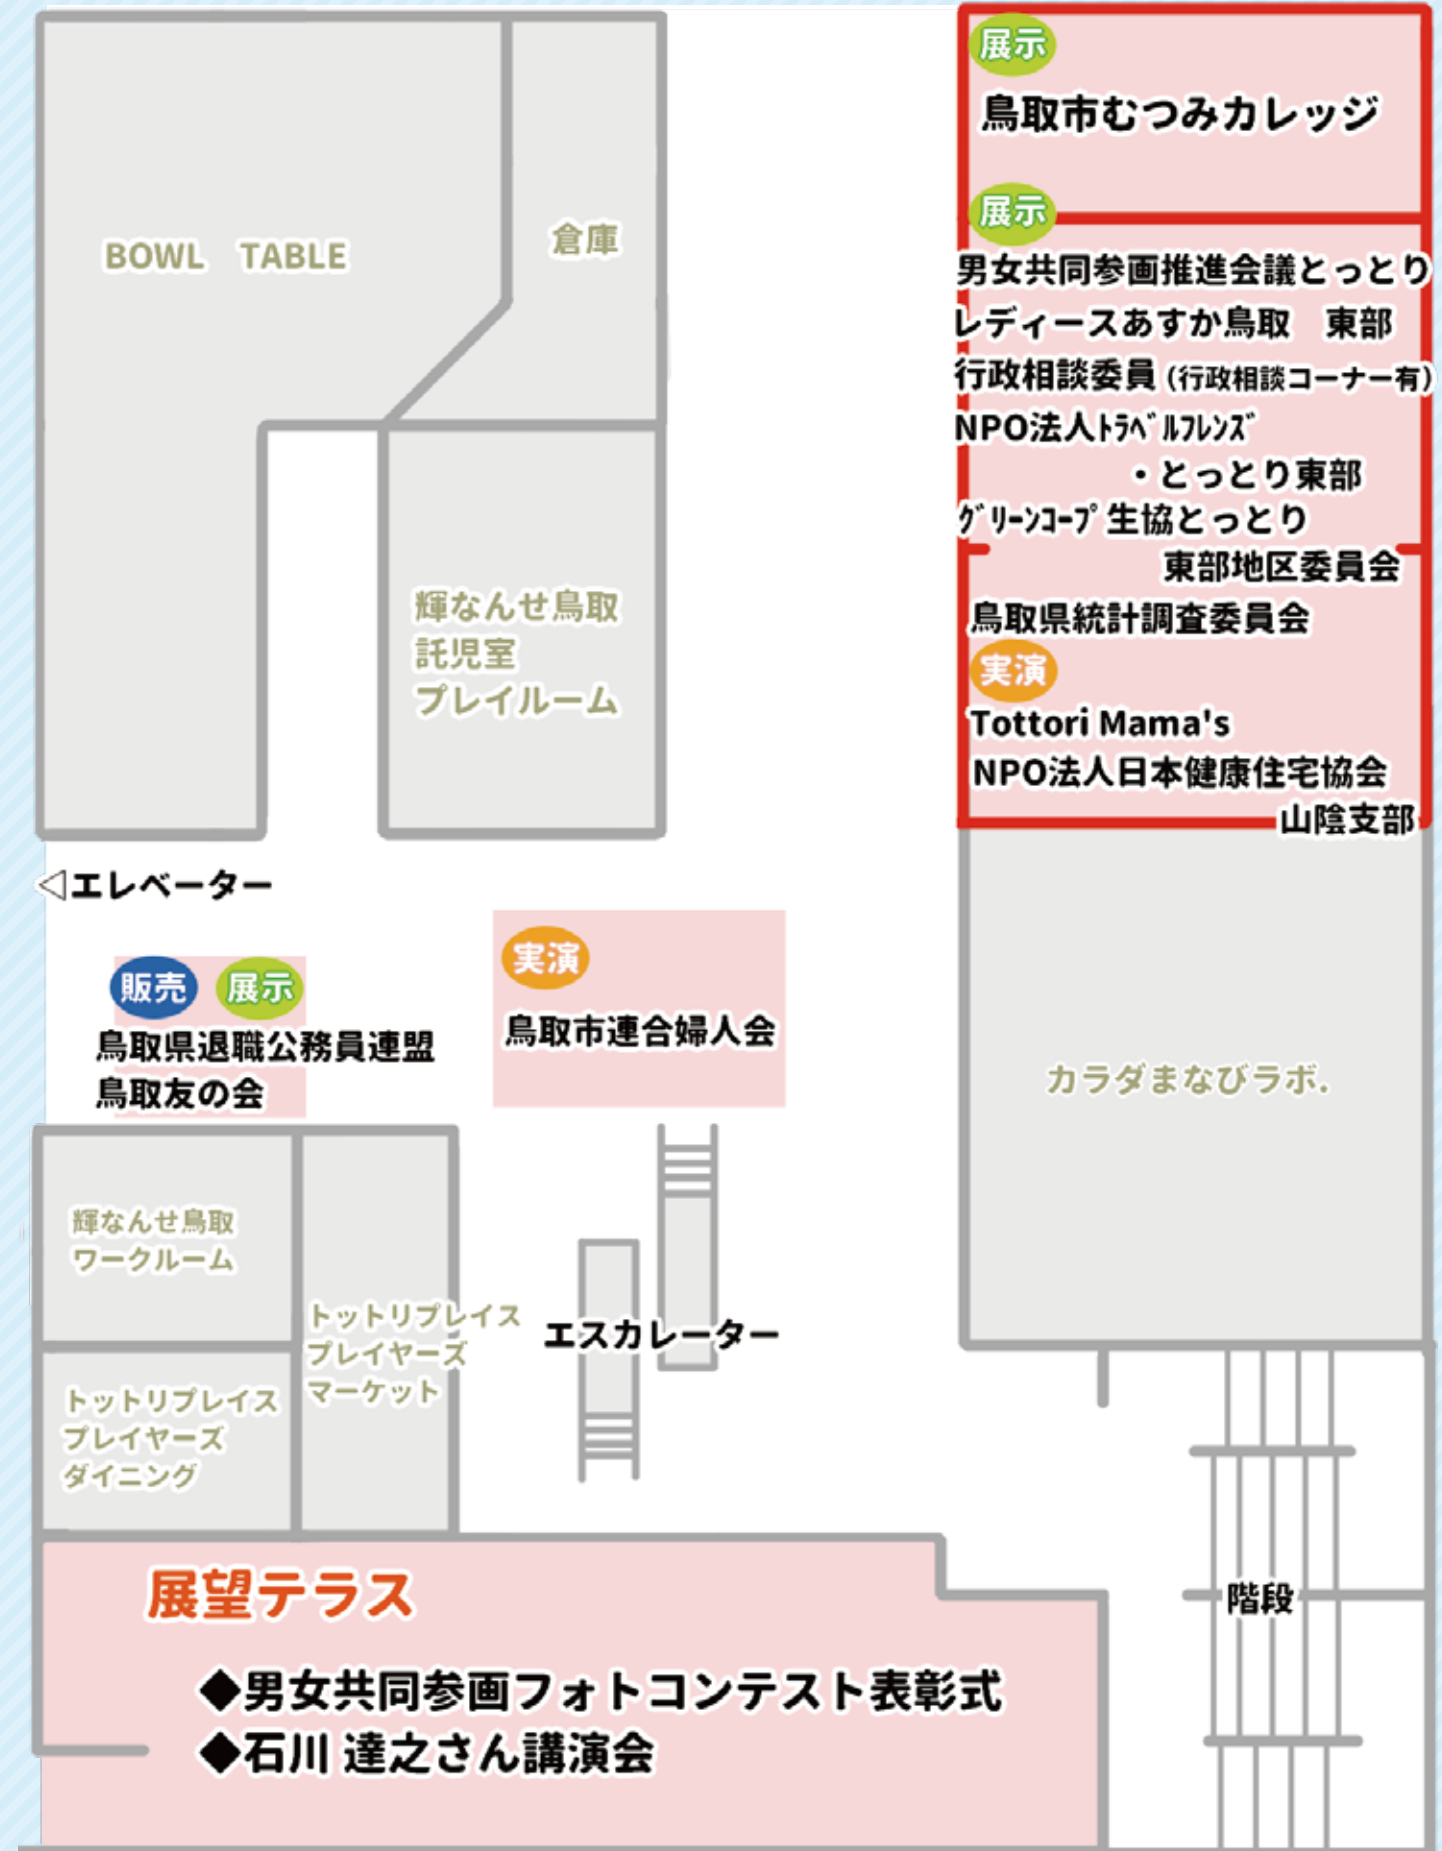 展示
鳥取市むつみカレッジ
展示
男女共同参画推進会議とっとり
レディースあすか鳥取　東部
行政相談委員（行政相談コーナー有）
NPO法人ﾄﾗﾍﾞﾙﾌﾚﾝｽﾞ
・とっとり東部
ｸﾞﾘｰﾝｺｰﾌﾟ生協とっとり
東部地区委員会
鳥取県統計調査委員会
実演
Tottori Mama's
NPO法人日本健康住宅協会
山陰支部
BOWL　TABLE
倉庫
輝なんせ鳥取
託児室
プレイルーム
◁エレベーター
販売
展示
鳥取県退職公務員連盟
鳥取友の会
実演
鳥取市連合婦人会
カラダまなびラボ.
輝なんせ鳥取
ワークルーム
トットリプレイス
プレイヤーズ
マーケット
トットリプレイス
プレイヤーズ
ダイニング
エスカレーター
階段
展望テラス
◆男女共同参画フォトコンテスト表彰式
◆石川 達之さん講演会